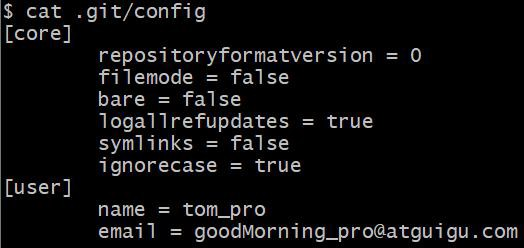 $ cat .git/config
[core]
        repositoryformatversion = 0
        filemode = false
        bare = false
        logallrefupdates = true
        symlinks = false
        ignorecase = true
[user]
        name = tom_pro
        email = goodMorning_pro@atguigu.com